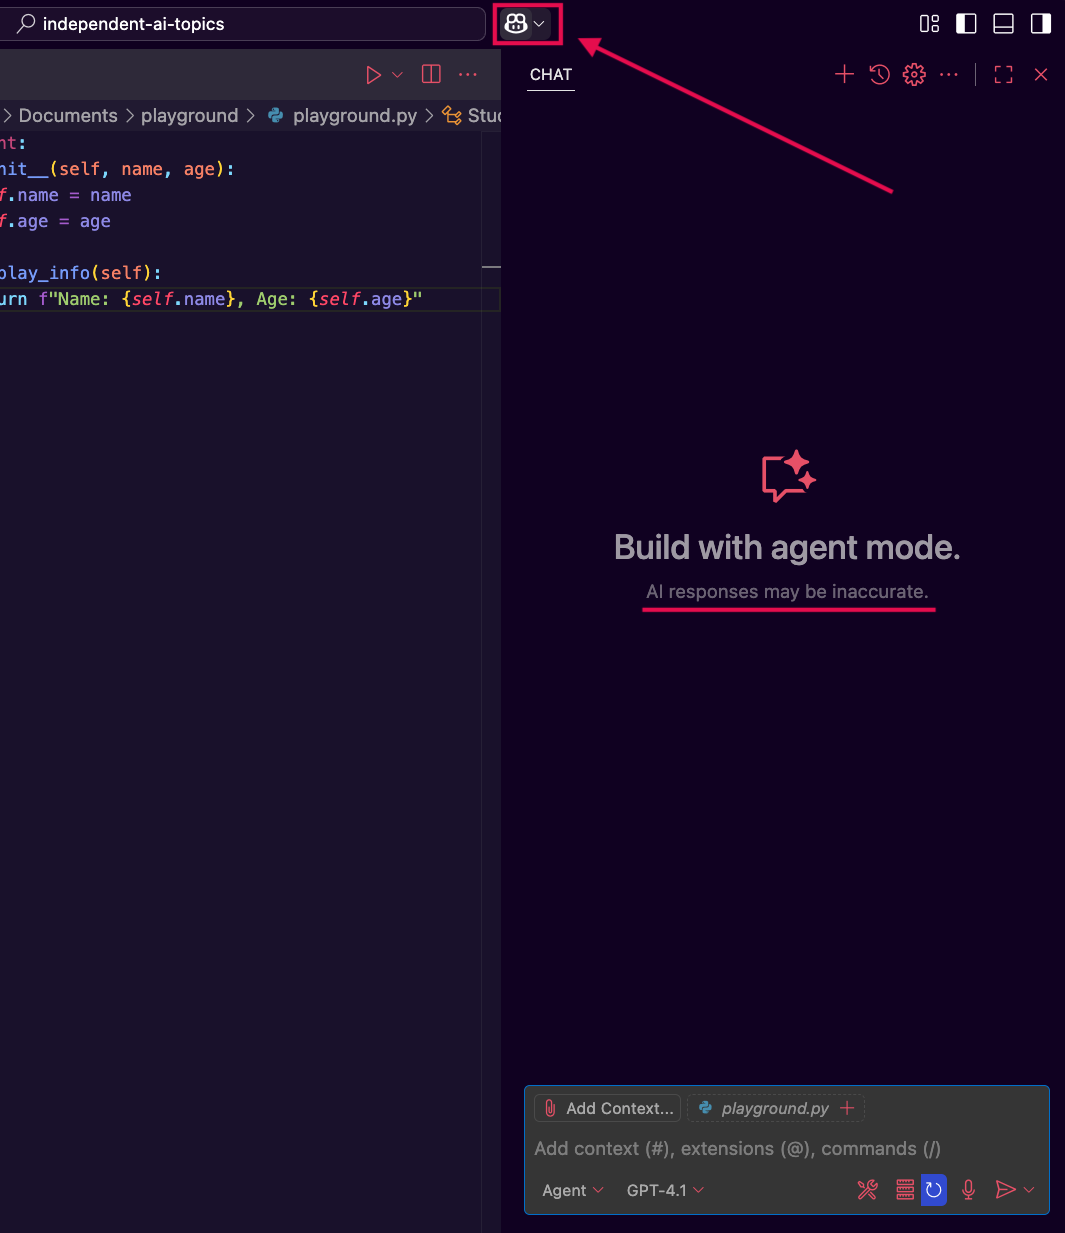 independent-ai-topics
CHAT
Documents > playground > playground.py > Stu
nt:
nit__(self, name, age):
f.name = name
f.age = age
play_info(self):
urn f"Name: {self.name}, Age: {self.age}"
Build with agent mode.
AI responses may be inaccurate.
Add Context...
playground.py
Add context (#), extensions (@), commands (/)
Agent
GPT-4.1